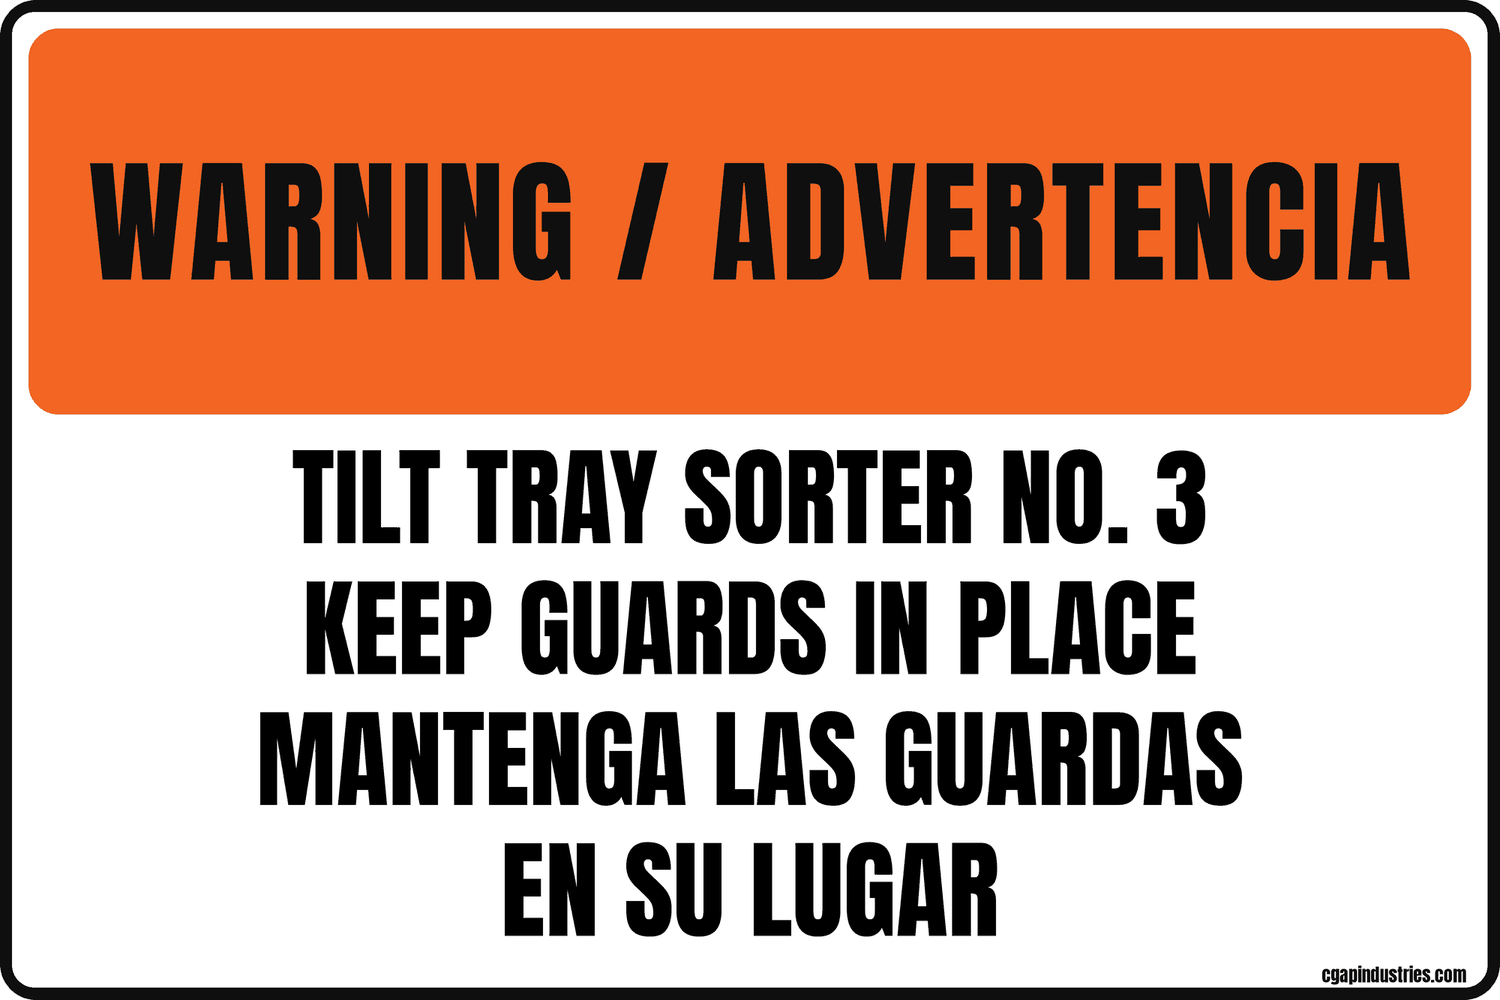 WARNING / ADVERTENCIA
TILT TRAY SORTER NO. 3
KEEP GUARDS IN PLACE
MANTENGA LAS GUARDAS
EN SU LUGAR
cgapindustries.com